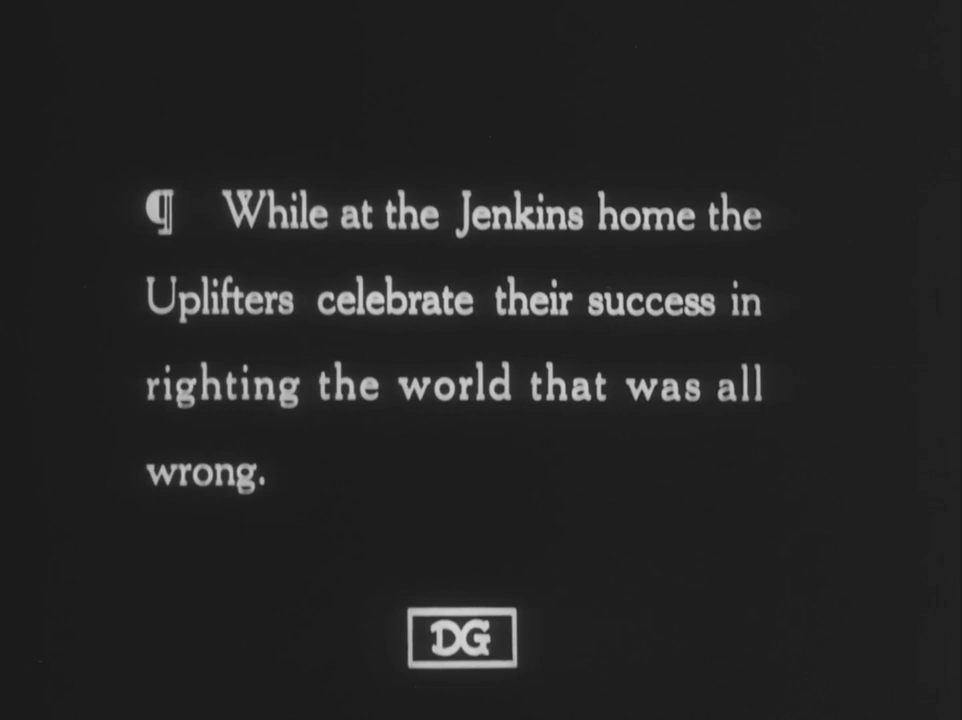 ¶ While at the Jenkins home the
Uplifters celebrate their success in
righting the world that was all
wrong.
DG